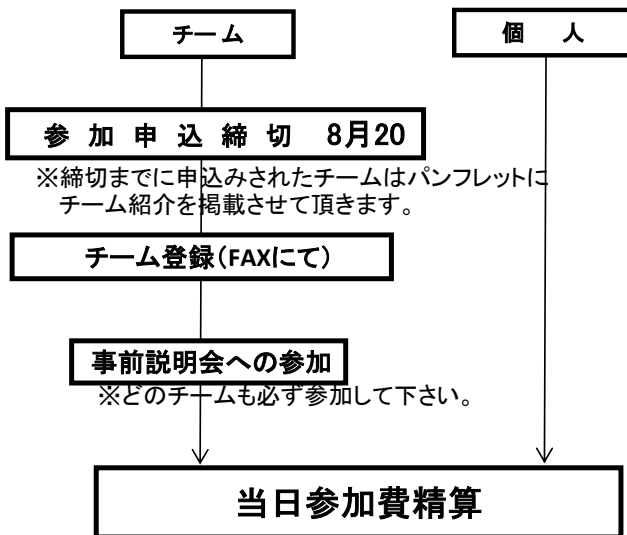 チーム
個 人
参 加 申 込 締 切 8月20
※締切までに申込みされたチームはパンフレットに
チーム紹介を掲載させて頂きます。
チーム登録(FAXにて)
事前説明会への参加
※どのチームも必ず参加して下さい。
当日参加費精算